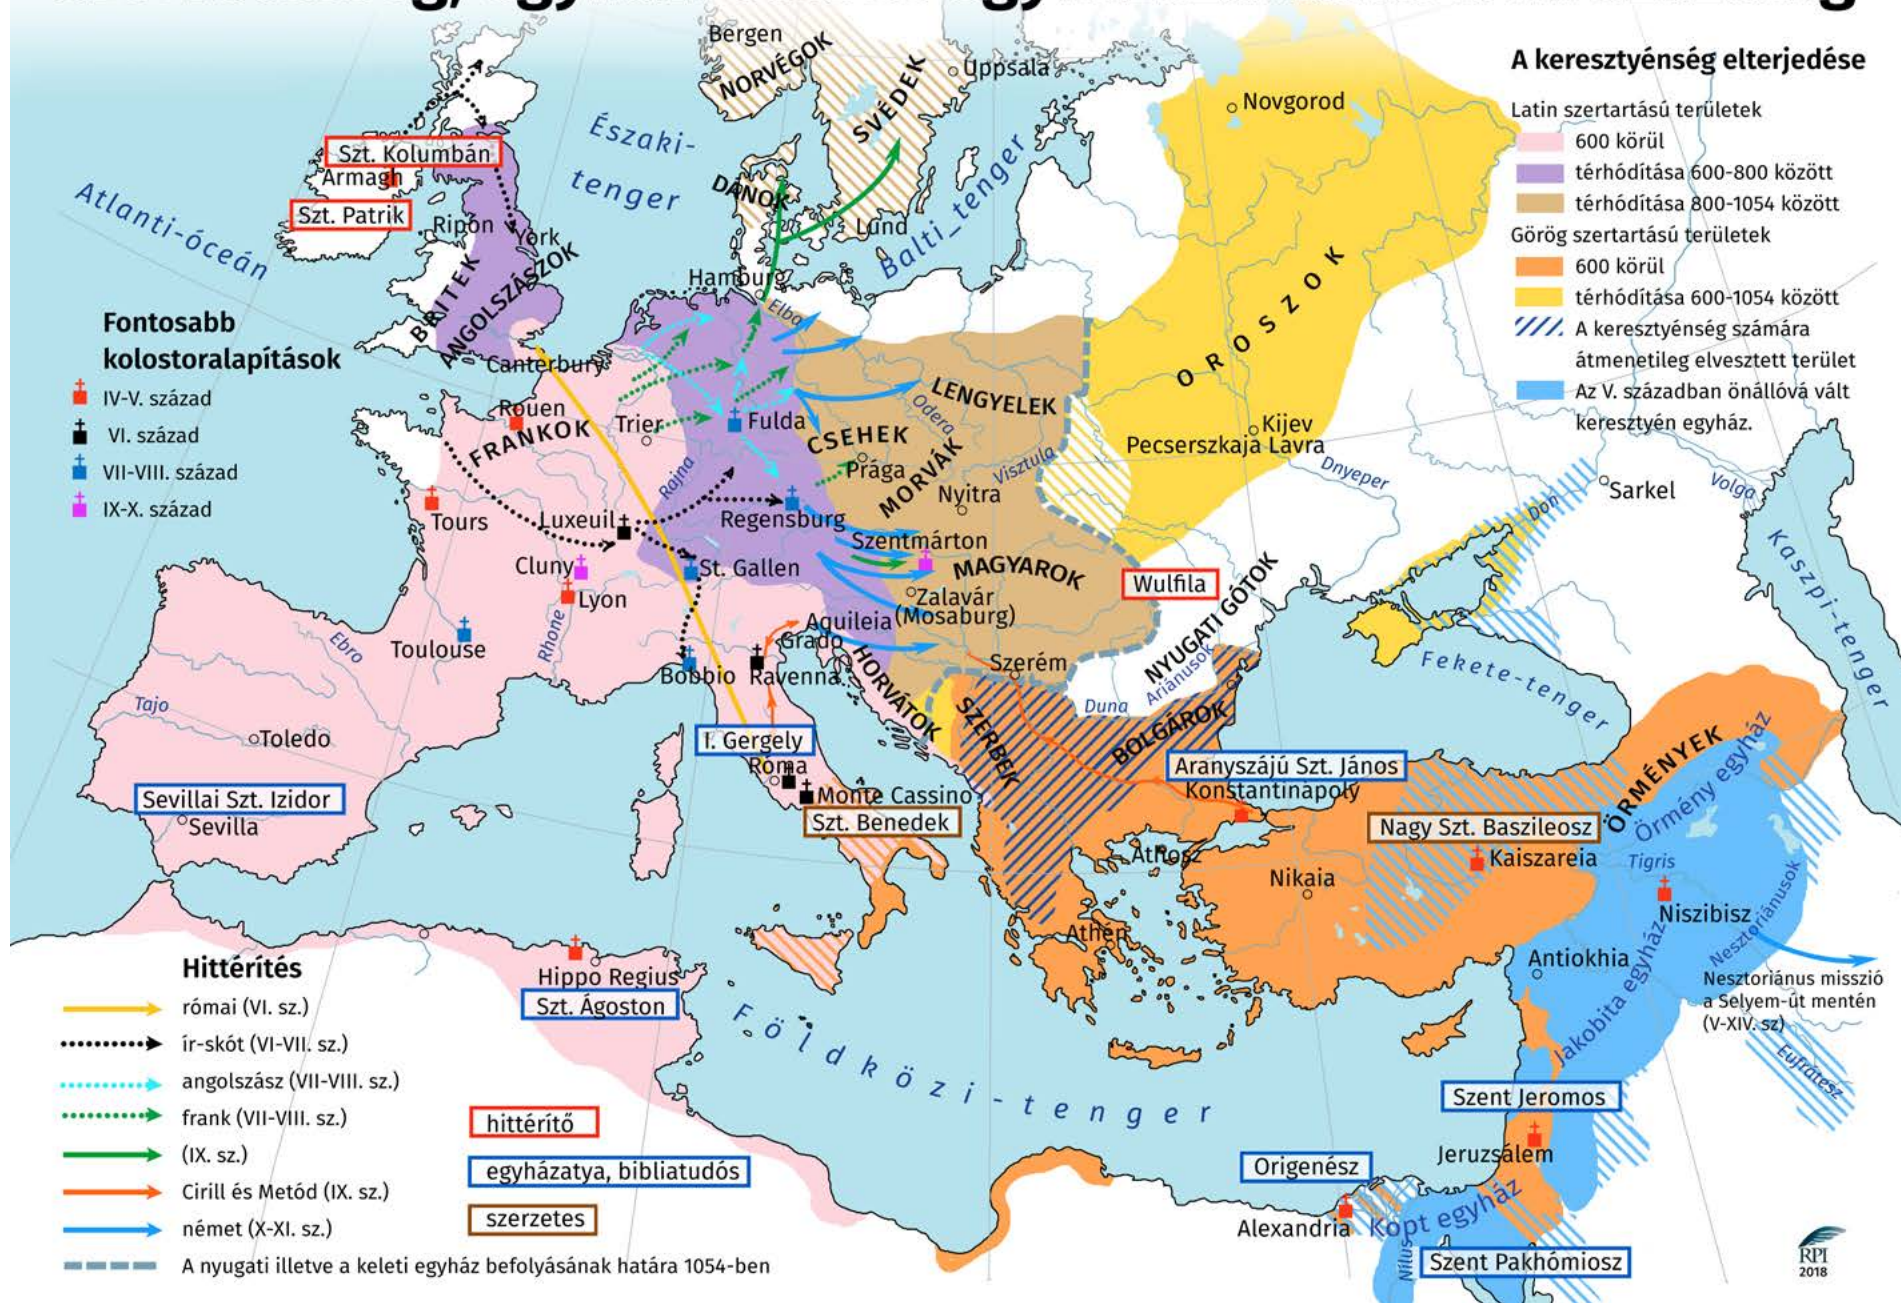 Bergen
NORVÉGOK
SVÉDEK
Uppsala
Novgorod
A keresztyénség elterjedése
Latin szertartású területek
600 körül
térhódítása 600-800 között
térhódítása 800-1054 között
Görög szertartású területek
600 körül
térhódítása 600-1054 között
A keresztyénség számára
átmenetileg elvesztett terület
Az V. században önállóvá vált
keresztyén egyház.
Atlanti-óceán
Északi-
tenger
Balti_tenger
Szt. Kolumbán
Armagh
Szt. Patrik
Ripon
York
BRITEK
ANGOLSZÁSZOK
Canterbury
DÁNOK
Lund
Hamburg
Elba
OROSZOK
Fontosabb
kolostoralapítások
IV-V. század
VI. század
VII-VIII. század
IX-X. század
Rouen
FRANKOK
Trier
Fulda
LENGYELEK
Odera
CSEHEK
Prága
MORVÁK
Visztula
Nyitra
Kijev
Pecserszkaja Lavra
Dnyeper
Don
Sarkel
Volga
Kaszpi-tenger
Rajna
Tours
Luxeuil
Regensburg
Szentmárton
MAGYAROK
Cluny
St. Gallen
Lyon
Zalavár
(Mosaburg)
Wulfila
NYUGATI GÓTOK
Ariánusok
Toulouse
Rhone
Ebro
Aquileia
Grado
Bobbio
Ravenna
HORVÁTOK
Szerém
Duna
Fekete-tenger
Tajo
Toledo
I. Gergely
Róma
SZERBEK
BOLGÁROK
Aranyszájú Szt. János
Konstantinápoly
ÖRMÉNYEK
Örmény egyház
Sevillai Szt. Izidor
Sevilla
Monte Cassino
Szt. Benedek
Nagy Szt. Baszileosz
Kaiszareia
Tigris
Athosz
Nikaia
Niszibisz
Nesztoriánusok
Athén
Antiokhia
Jakobita egyház
Nesztoriánus misszió
a Selyem-út mentén
(V-XIV. sz)
Eufrátesz
Hippo Regius
Szt. Ágoston
Földközi-tenger
Szent Jeromos
Jeruzsálem
Origenész
Alexandria
Kopt egyház
Nílus
Szent Pakhómiosz
Hittérítés
római (VI. sz.)
ír-skót (VI-VII. sz.)
angolszász (VII-VIII. sz.)
frank (VII-VIII. sz.)
(IX. sz.)
Cirill és Metód (IX. sz.)
német (X-XI. sz.)
A nyugati illetve a keleti egyház befolyásának határa 1054-ben
hittérítő
egyházatya, bibliatudós
szerzetes
RPI
2018